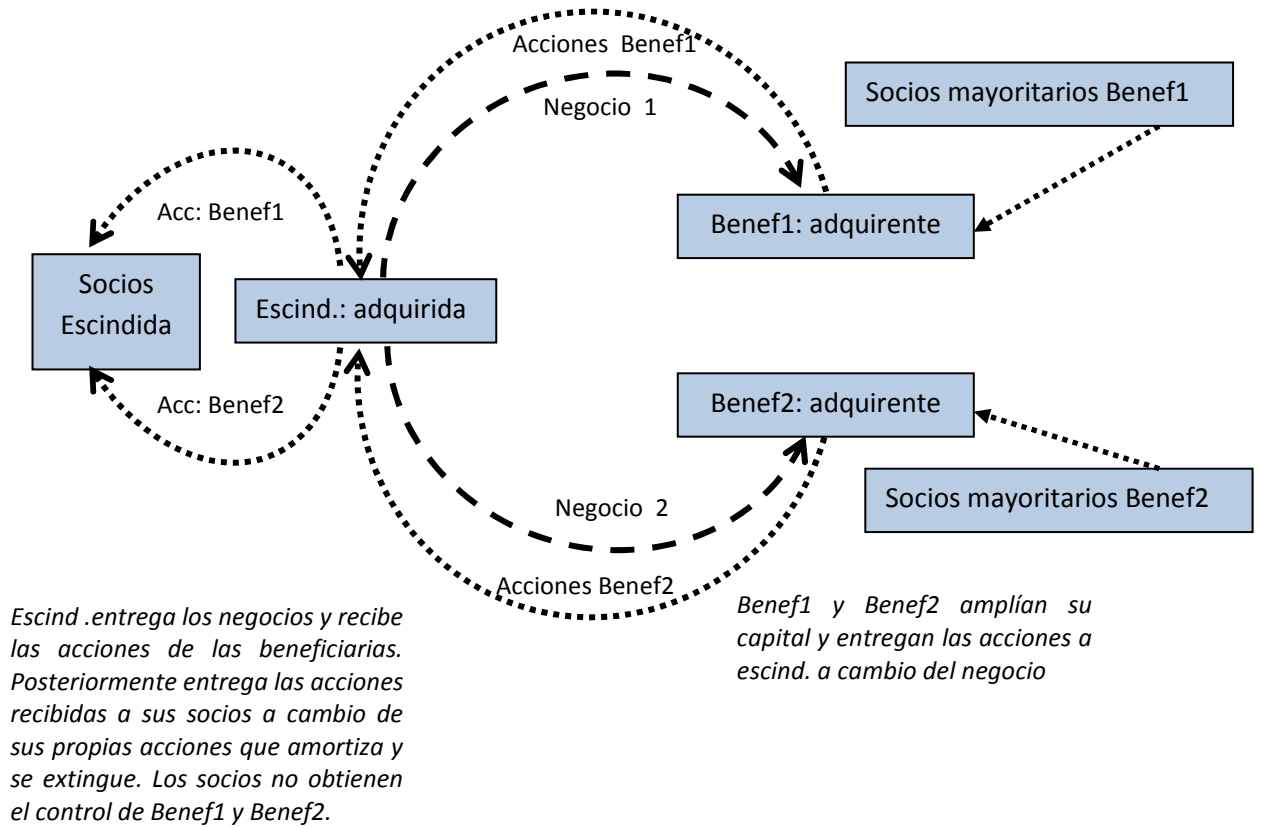 Acciones Benef1
Negocio 1
Socios mayoritarios Benef1
Acc: Benef1
Benef1: adquirente
Socios
Escindida
Escind.: adquirida
Acc: Benef2
Benef2: adquirente
Negocio 2
Socios mayoritarios Benef2
Acciones Benef2
Escind .entrega los negocios y recibe
las acciones de las beneficiarias.
Posteriormente entrega las acciones
recibidas a sus socios a cambio de
sus propias acciones que amortiza y
se extingue. Los socios no obtienen
el control de Benef1 y Benef2.
Benef1 y Benef2 amplían su
capital y entregan las acciones a
escind. a cambio del negocio